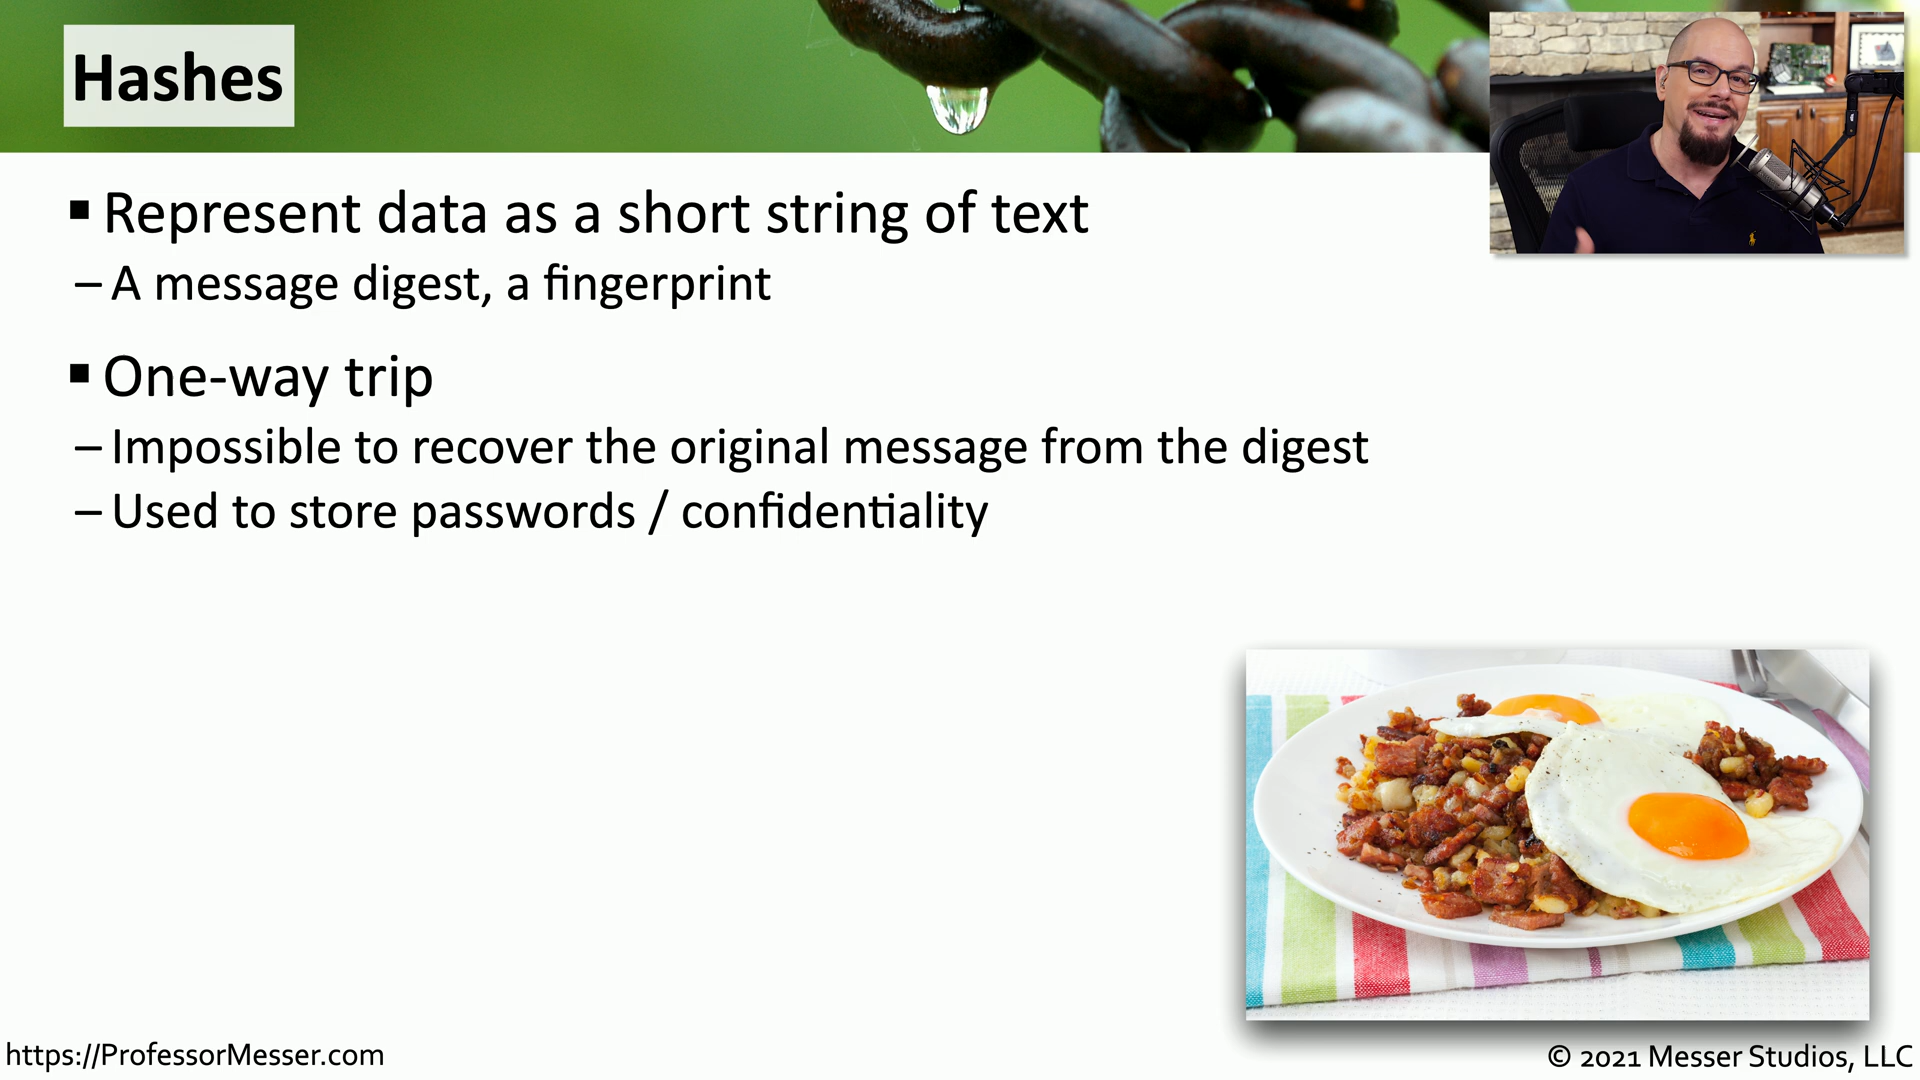 Hashes
▪ Represent data as a short string of text
– A message digest, a fingerprint
▪ One-way trip
– Impossible to recover the original message from the digest
– Used to store passwords / confidentiality
https://ProfessorMesser.com
© 2021 Messer Studios, LLC